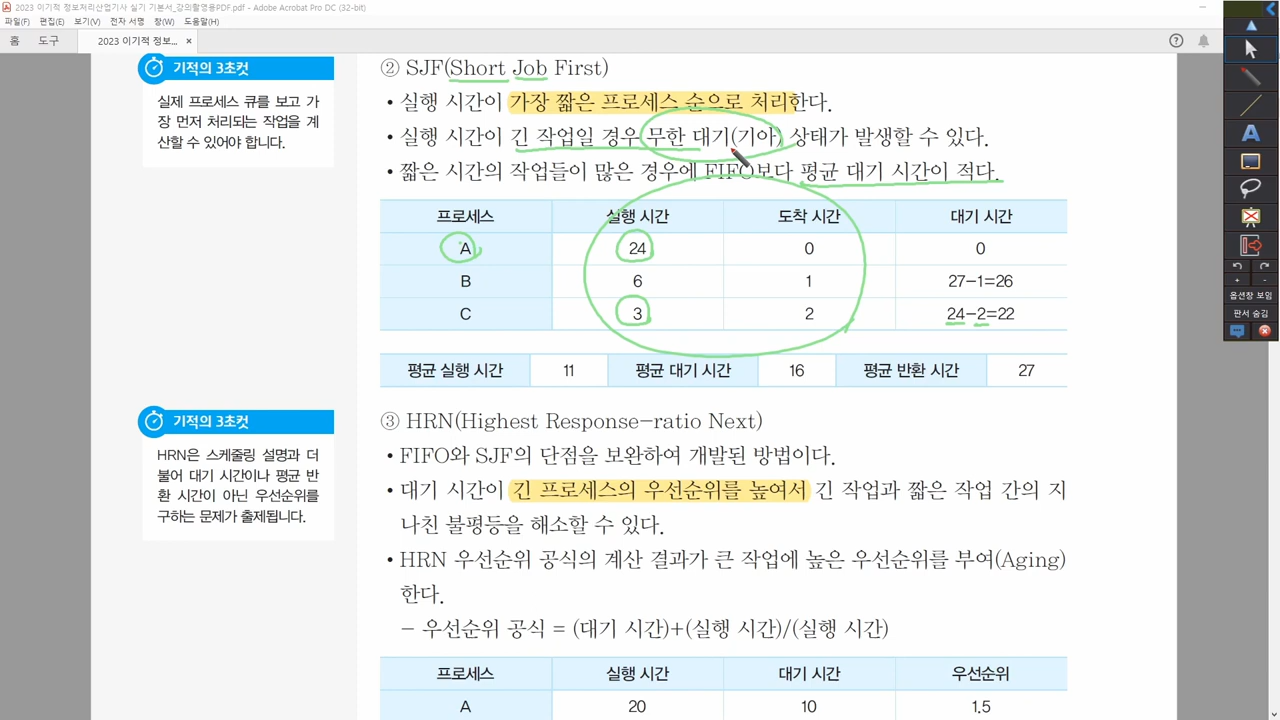 2023 이기적 정보처리산업기사 실기 기본서_강의촬영용PDF.pdf - Adobe Acrobat Pro DC (32-bit)
파일(F) 편집(E) 보기(V) 전자 서명 창(W) 도움말(H)
홈 도구 2023 이기적 정보... ×
기적의 3초컷
실제 프로세스 큐를 보고 가
장 먼저 처리되는 작업을 계
산할 수 있어야 합니다.
② SJF(Short Job First)
• 실행 시간이 가장 짧은 프로세스 순으로 처리한다.
• 실행 시간이 긴 작업일 경우 무한 대기(기아) 상태가 발생할 수 있다.
• 짧은 시간의 작업들이 많은 경우에 FIFO보다 평균 대기 시간이 적다.
프로세스 실행 시간 도착 시간 대기 시간
A 24 0 0
B 6 1 27-1=26
C 3 2 24-2=22
평균 실행 시간 11 평균 대기 시간 16 평균 반환 시간 27
기적의 3초컷
HRN은 스케줄링 설명과 더
불어 대기 시간이나 평균 반
환 시간이 아닌 우선순위를
구하는 문제가 출제됩니다.
③ HRN(Highest Response-ratio Next)
• FIFO와 SJF의 단점을 보완하여 개발된 방법이다.
• 대기 시간이 긴 프로세스의 우선순위를 높여서 긴 작업과 짧은 작업 간의 지
나친 불평등을 해소할 수 있다.
• HRN 우선순위 공식의 계산 결과가 큰 작업에 높은 우선순위를 부여(Aging)
한다.
- 우선순위 공식 = (대기 시간)+(실행 시간)/(실행 시간)
프로세스 실행 시간 대기 시간 우선순위
A 20 10 1.5
A
옵션창 보임
판서 숨김